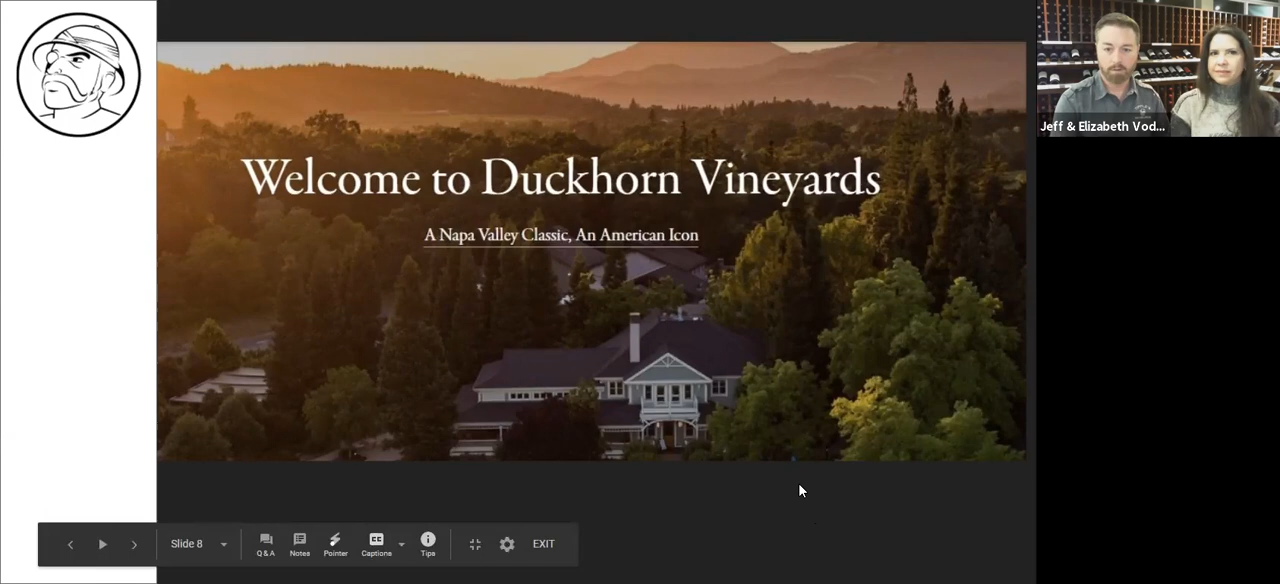 Welcome to Duckhorn Vineyards
A Napa Valley Classic, An American Icon
Jeff & Elizabeth Vod...
Slide 8
Q & A
Notes
Pointer
Captions
Tips
EXIT